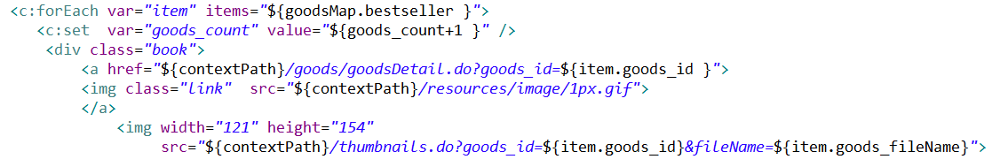 <c:forEach var="item" items="${goodsMap.bestseller }">
<c:set  var="goods_count" value="${goods_count+1 }" />
<div class="book">
<a href="${contextPath}/goods/goodsDetail.do?goods_id=${item.goods_id }">
<img class="link"  src="${contextPath}/resources/image/1px.gif">
</a>
<img width="121" height="154"
src="${contextPath}/thumbnails.do?goods_id=${item.goods_id}&fileName=${item.goods_fileName}">